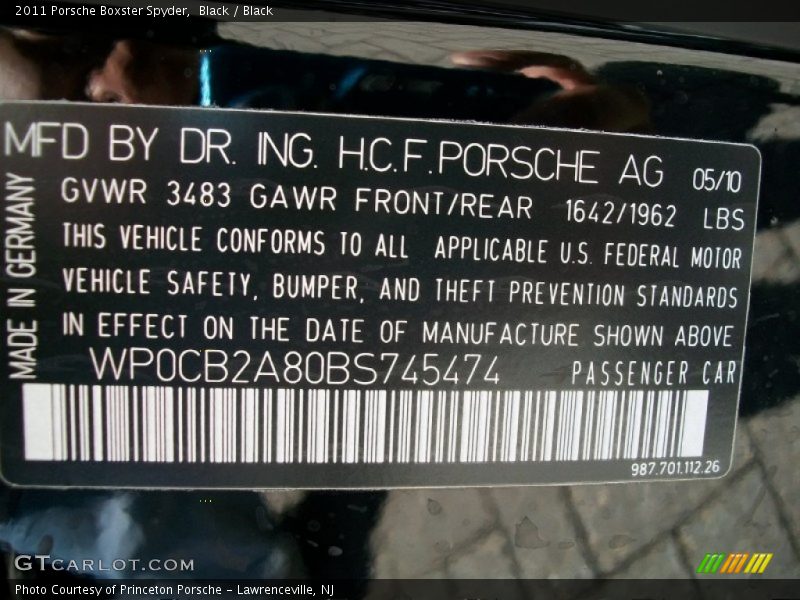 2011 Porsche Boxster Spyder,  Black / Black
MFD BY DR. ING. H.C.F.PORSCHE AG 05/10
GVWR 3483 GAWR FRONT/REAR 1642/1962 LBS
THIS VEHICLE CONFORMS TO ALL APPLICABLE U.S. FEDERAL MOTOR
VEHICLE SAFETY, BUMPER, AND THEFT PREVENTION STANDARDS
IN EFFECT ON THE DATE OF MANUFACTURE SHOWN ABOVE
WP0CB2A80BS745474 PASSENGER CAR
MADE IN GERMANY
987.701.112.26
GTCARLOT.COM
Photo Courtesy of Princeton Porsche - Lawrenceville, NJ